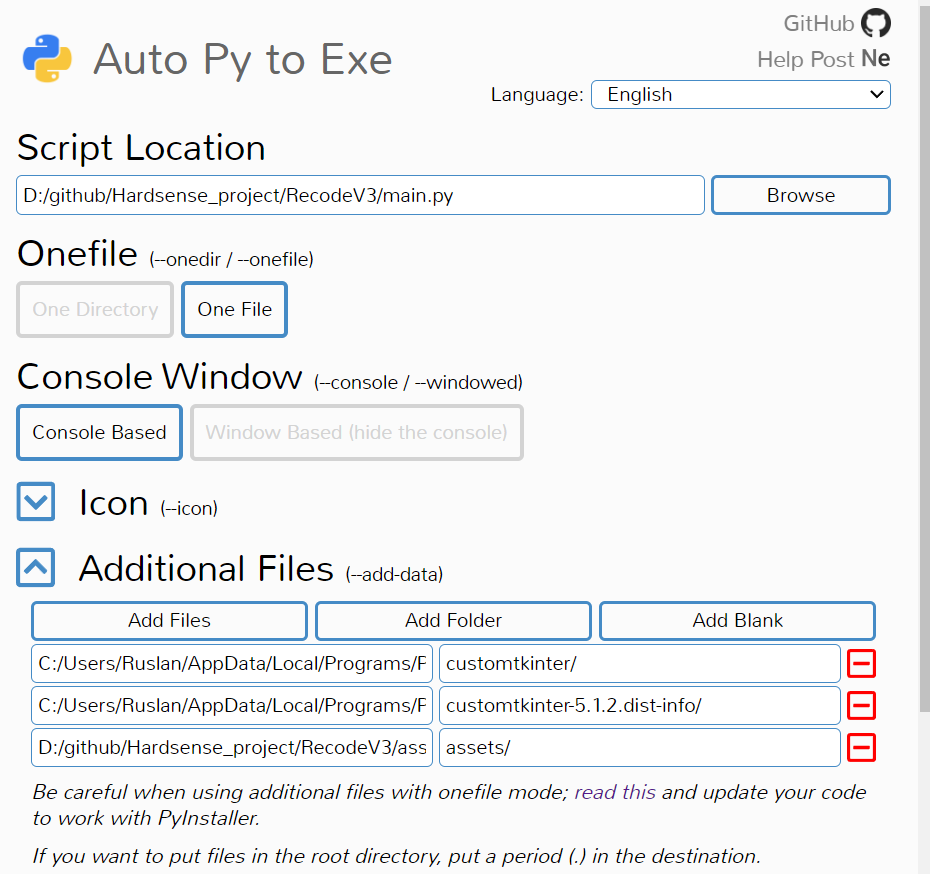 GitHub
Auto Py to Exe
Help Post Ne
Language: English
Script Location
D:/github/Hardsense_project/RecodeV3/main.py Browse
Onefile (--onedir / --onefile)
One Directory One File
Console Window (--console / --windowed)
Console Based Window Based (hide the console)
Icon (--icon)
Additional Files (--add-data)
Add Files Add Folder Add Blank
C:/Users/Ruslan/AppData/Local/Programs/P customtkinter/
C:/Users/Ruslan/AppData/Local/Programs/P customtkinter-5.1.2.dist-info/
D:/github/Hardsense_project/RecodeV3/ass assets/
Be careful when using additional files with onefile mode; read this and update your code
to work with PyInstaller.
If you want to put files in the root directory, put a period (.) in the destination.